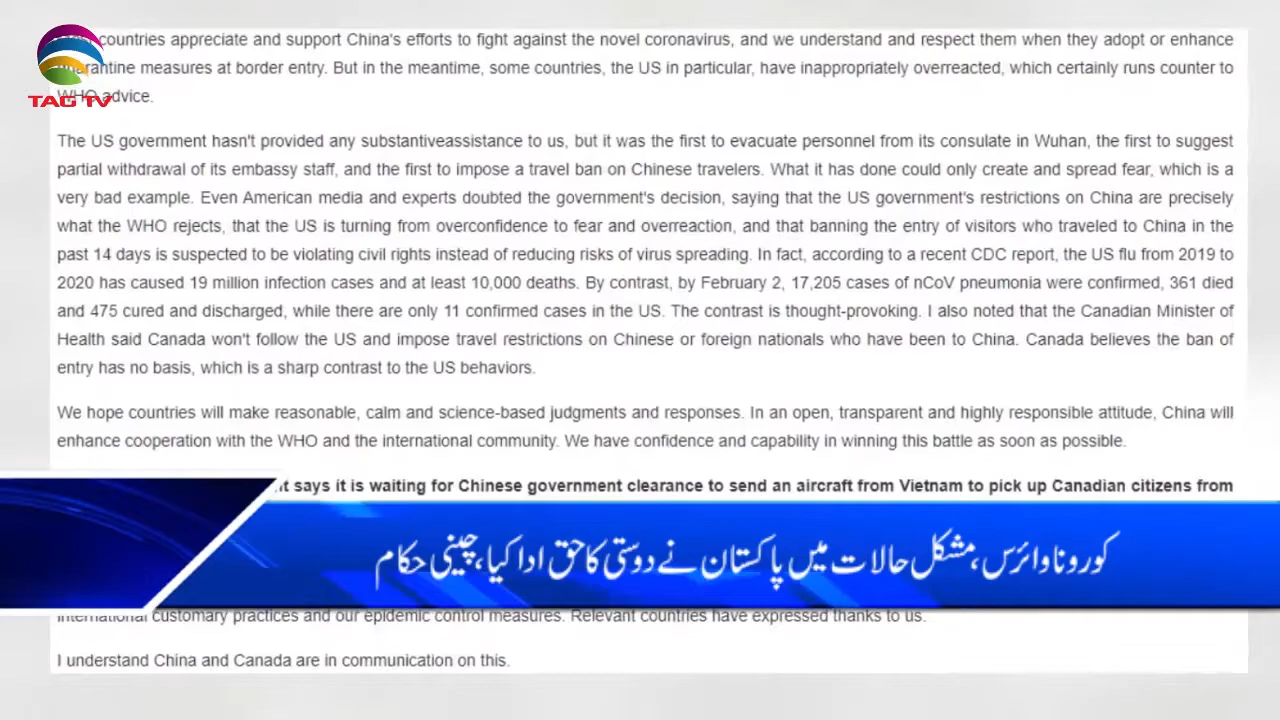 countries appreciate and support China's efforts to fight against the novel coronavirus, and we understand and respect them when they adopt or enhance
quarantine measures at border entry. But in the meantime, some countries, the US in particular, have inappropriately overreacted, which certainly runs counter to
WHO advice.
TAG TV
The US government hasn't provided any substantiveassistance to us, but it was the first to evacuate personnel from its consulate in Wuhan, the first to suggest
partial withdrawal of its embassy staff, and the first to impose a travel ban on Chinese travelers. What it has done could only create and spread fear, which is a
very bad example. Even American media and experts doubted the government's decision, saying that the US government's restrictions on China are precisely
what the WHO rejects, that the US is turning from overconfidence to fear and overreaction, and that banning the entry of visitors who traveled to China in the
past 14 days is suspected to be violating civil rights instead of reducing risks of virus spreading. In fact, according to a recent CDC report, the US flu from 2019 to
2020 has caused 19 million infection cases and at least 10,000 deaths. By contrast, by February 2, 17,205 cases of nCoV pneumonia were confirmed, 361 died
and 475 cured and discharged, while there are only 11 confirmed cases in the US. The contrast is thought-provoking. I also noted that the Canadian Minister of
Health said Canada won't follow the US and impose travel restrictions on Chinese or foreign nationals who have been to China. Canada believes the ban of
entry has no basis, which is a sharp contrast to the US behaviors.
We hope countries will make reasonable, calm and science-based judgments and responses. In an open, transparent and highly responsible attitude, China will
enhance cooperation with the WHO and the international community. We have confidence and capability in winning this battle as soon as possible.
says it is waiting for Chinese government clearance to send an aircraft from Vietnam to pick up Canadian citizens from
کورونا وائرس، مشکل حالات میں پاکستان نے دوستی کا حق ادا کیا، چینی حکام
international customary practices and our epidemic control measures. Relevant countries have expressed thanks to us.
I understand China and Canada are in communication on this.